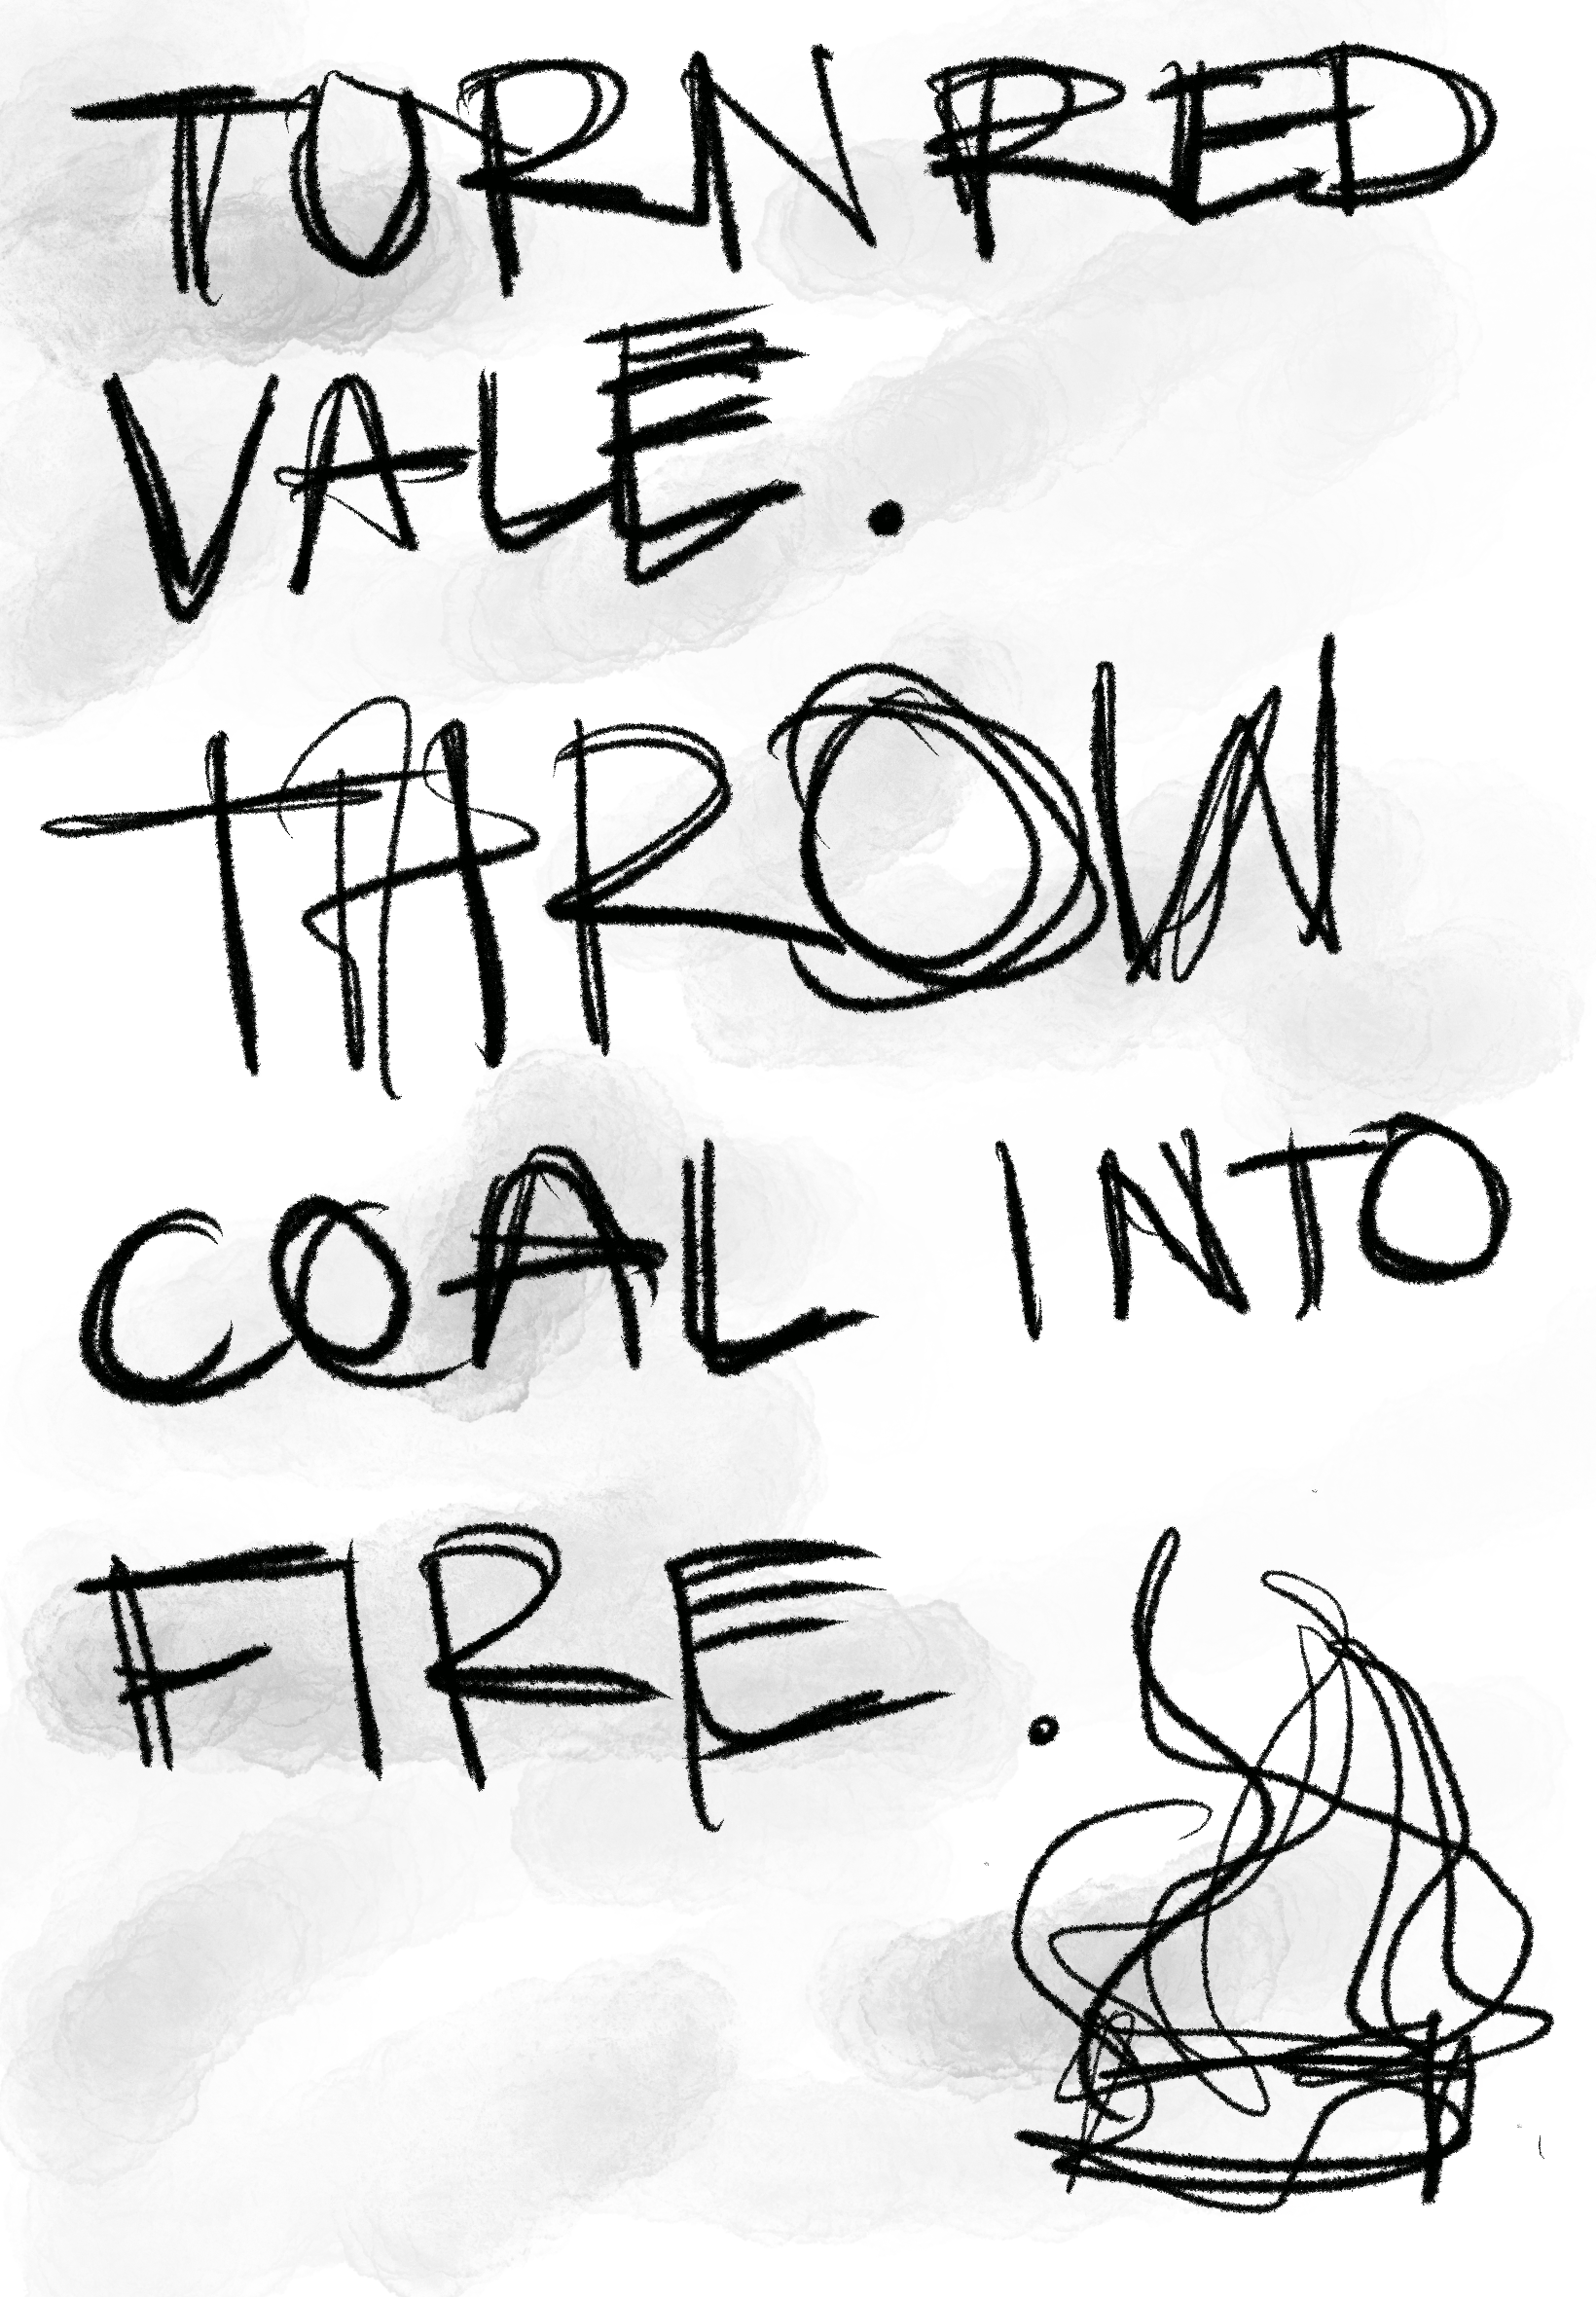 TURN RED
VALE.
THROW
COAL INTO
FIRE.